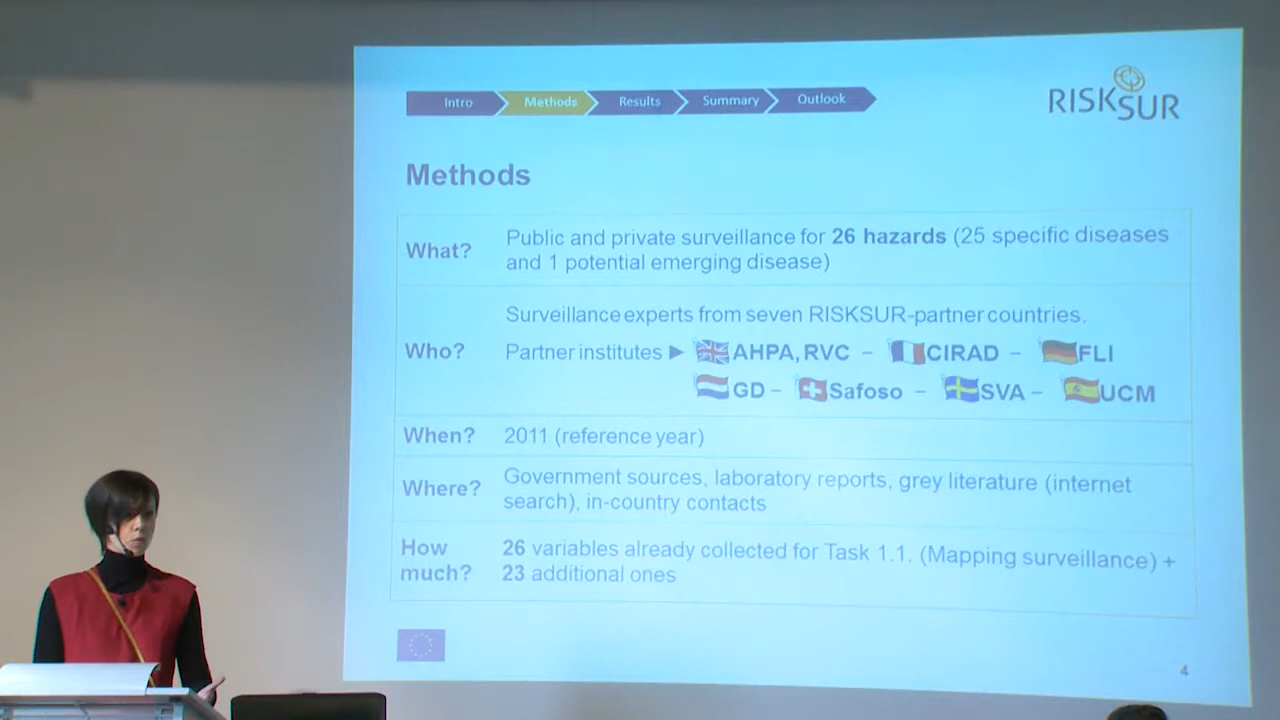 Intro Methods Results Summary Outlook
RISKSUR
Methods
What? Public and private surveillance for 26 hazards (25 specific diseases
and 1 potential emerging disease)
Surveillance experts from seven RISKSUR-partner countries.
Who? Partner institutes ► AHPA, RVC – CIRAD – FLI
GD – Safoso – SVA – UCM
When? 2011 (reference year)
Where? Government sources, laboratory reports, grey literature (internet
search), in-country contacts
How much? 26 variables already collected for Task 1.1. (Mapping surveillance) +
23 additional ones
4